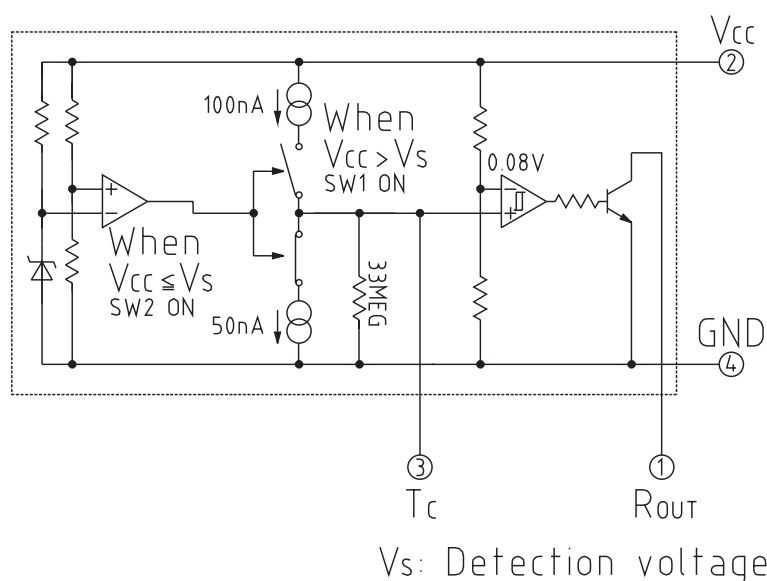 VCC
2
100nA
When
VCC > VS
SW1 ON
0.08V
+
−
−
+
When
VCC ≦ VS
SW2 ON
33MEG
50nA
GND
4
3
1
TC
ROUT
VS: Detection voltage